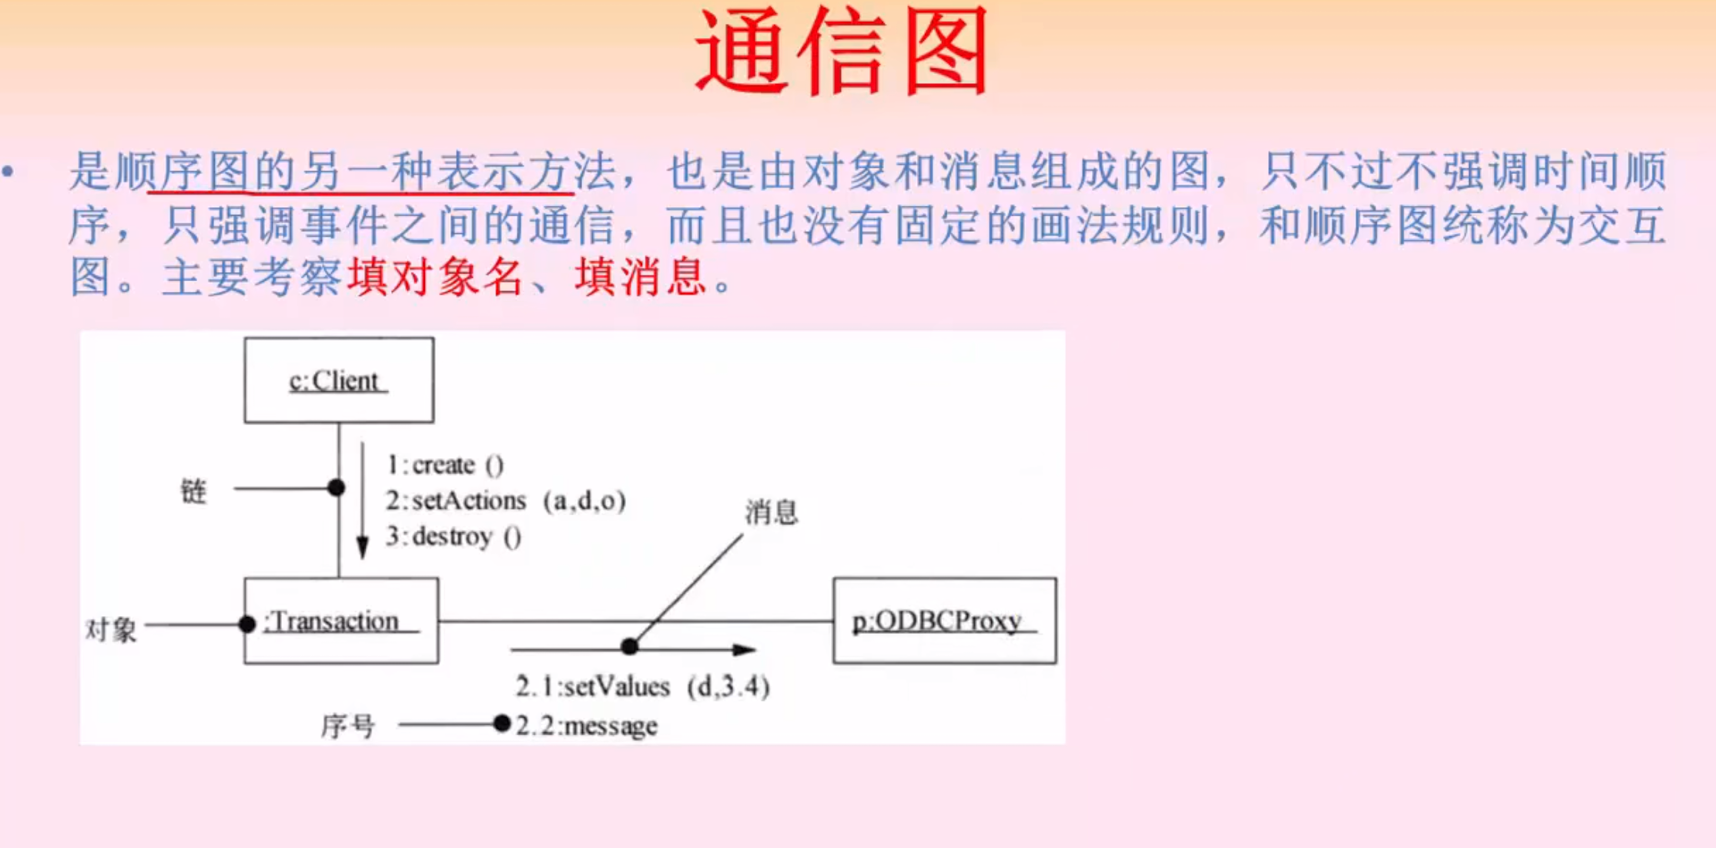 通信图
• 是顺序图的另一种表示方法，也是由对象和消息组成的图，只不过不强调时间顺
序，只强调事件之间的通信，而且也没有固定的画法规则，和顺序图统称为交互
图。主要考察填对象名、填消息。
c:Client
链
1:create ()
2:setActions (a,d,o)
3:destroy ()
消息
对象
:Transaction
p:ODBCProxy
2.1:setValues (d,3.4)
序号
2.2:message